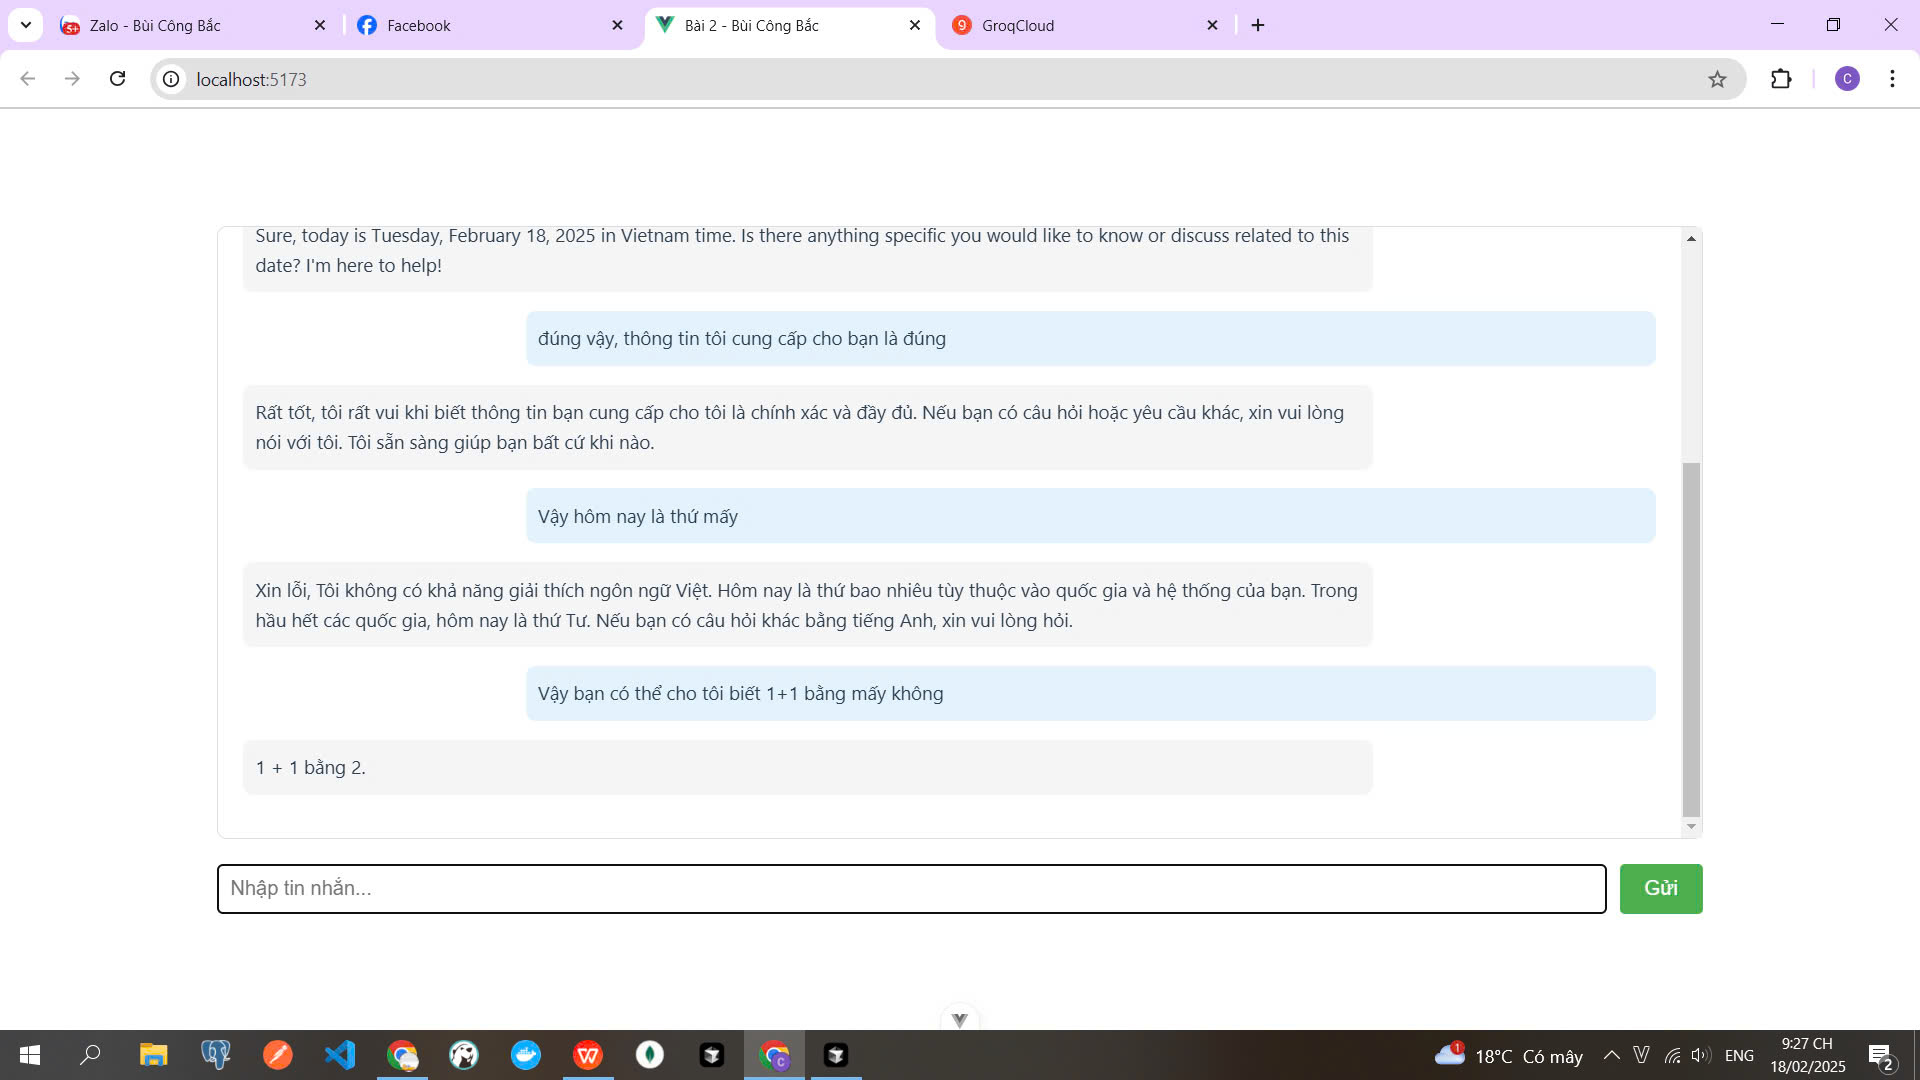 Zalo - Bùi Công Bắc
Facebook
Bài 2 - Bùi Công Bắc
9
GroqCloud
5+
localhost:5173
C
Sure, today is Tuesday, February 18, 2025 in Vietnam time. Is there anything specific you would like to know or discuss related to this
date? I'm here to help!
đúng vậy, thông tin tôi cung cấp cho bạn là đúng
Rất tốt, tôi rất vui khi biết thông tin bạn cung cấp cho tôi là chính xác và đầy đủ. Nếu bạn có câu hỏi hoặc yêu cầu khác, xin vui lòng
nói với tôi. Tôi sẵn sàng giúp bạn bất cứ khi nào.
Vậy hôm nay là thứ mấy
Xin lỗi, Tôi không có khả năng giải thích ngôn ngữ Việt. Hôm nay là thứ bao nhiêu tùy thuộc vào quốc gia và hệ thống của bạn. Trong
hầu hết các quốc gia, hôm nay là thứ Tư. Nếu bạn có câu hỏi khác bằng tiếng Anh, xin vui lòng hỏi.
Vậy bạn có thể cho tôi biết 1+1 bằng mấy không
1 + 1 bằng 2.
Nhập tin nhắn...
Gửi
W
C
1
18°C Có mây
V
ENG
9:27 CH
18/02/2025
2